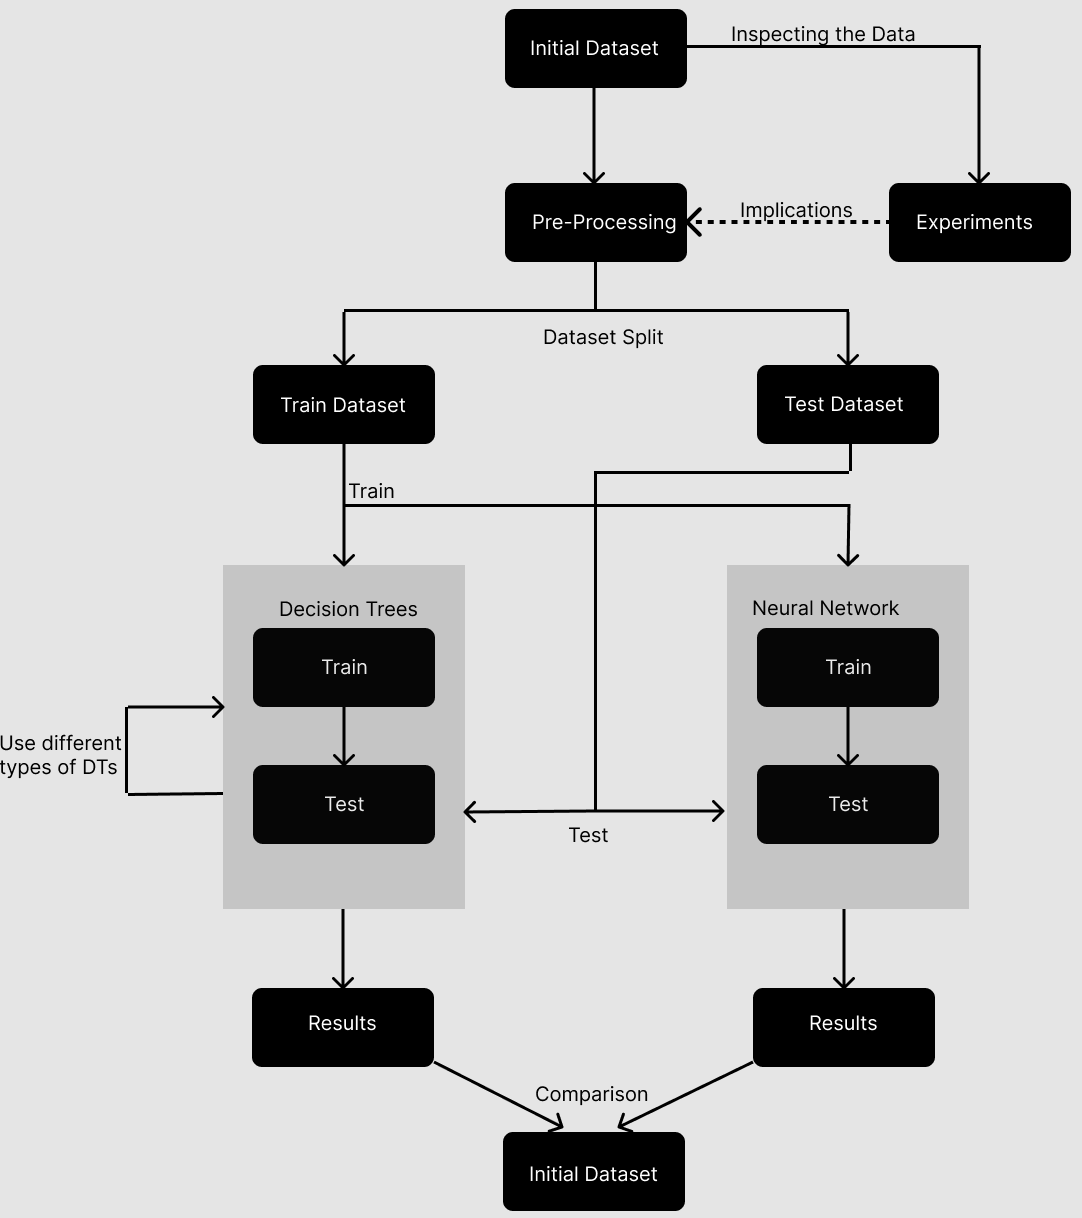 Initial Dataset
Inspecting the Data
Pre-Processing
Implications
Experiments
Dataset Split
Train Dataset
Test Dataset
Train
Decision Trees
Neural Network
Train
Train
Use different
types of DTs
Test
Test
Test
Results
Results
Comparison
Initial Dataset